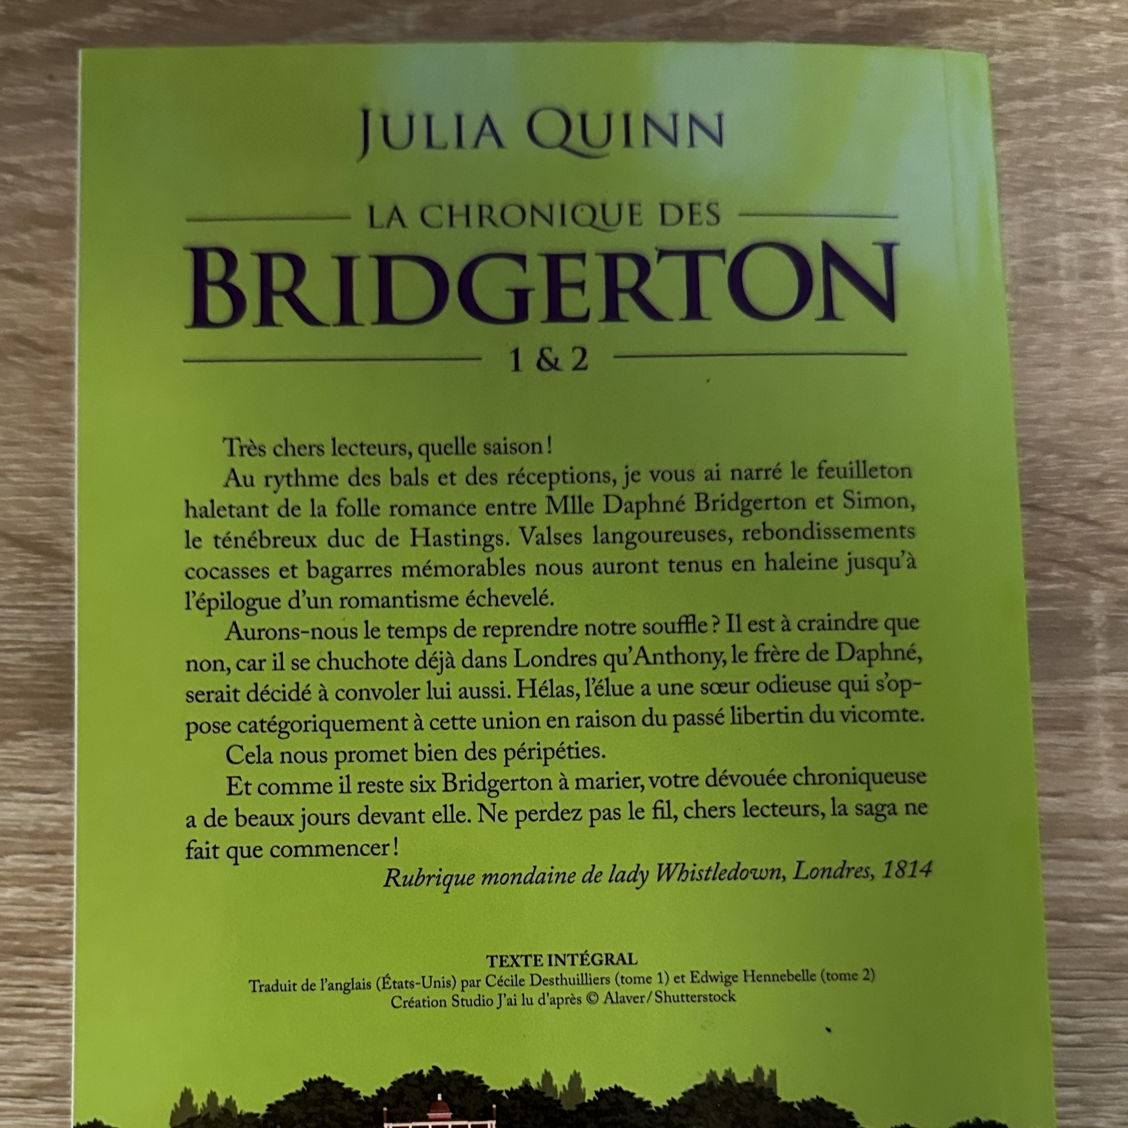 JULIA QUINN
LA CHRONIQUE DES
BRIDGERTON
1 & 2
Très chers lecteurs, quelle saison !
Au rythme des bals et des réceptions, je vous ai narré le feuilleton
haletant de la folle romance entre Mlle Daphné Bridgerton et Simon,
le ténébreux duc de Hastings. Valses langoureuses, rebondissements
cocasses et bagarres mémorables nous auront tenus en haleine jusqu'à
l'épilogue d'un romantisme échevelé.
Aurons-nous le temps de reprendre notre souffle ? Il est à craindre que
non, car il se chuchote déjà dans Londres qu'Anthony, le frère de Daphné,
serait décidé à convoler lui aussi. Hélas, l'élue a une sœur odieuse qui s'op-
pose catégoriquement à cette union en raison du passé libertin du vicomte.
Cela nous promet bien des péripéties.
Et comme il reste six Bridgerton à marier, votre dévouée chroniqueuse
a de beaux jours devant elle. Ne perdez pas le fil, chers lecteurs, la saga ne
fait que commencer !
Rubrique mondaine de lady Whistledown, Londres, 1814
TEXTE INTÉGRAL
Traduit de l'anglais (États-Unis) par Cécile Desthuilliers (tome 1) et Edwige Hennebelle (tome 2)
Création Studio J'ai lu d'après © Alaver / Shutterstock